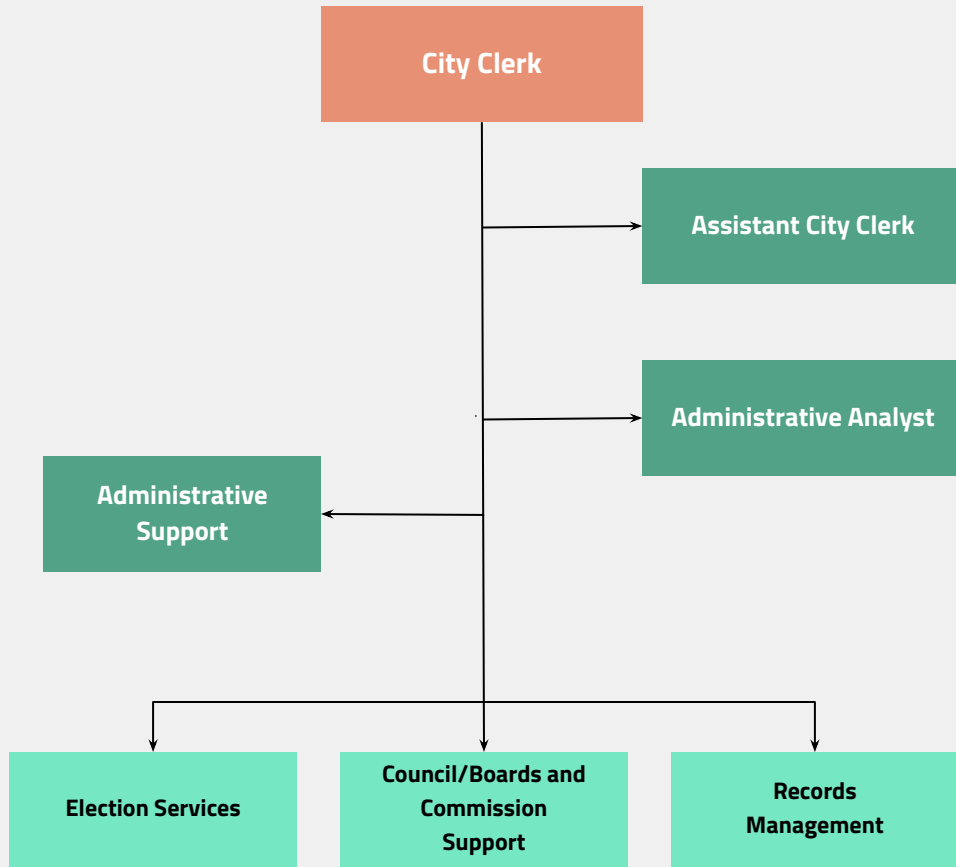 City Clerk
Assistant City Clerk
Administrative Analyst
Administrative
Support
Election Services
Council/Boards and
Commission
Support
Records
Management